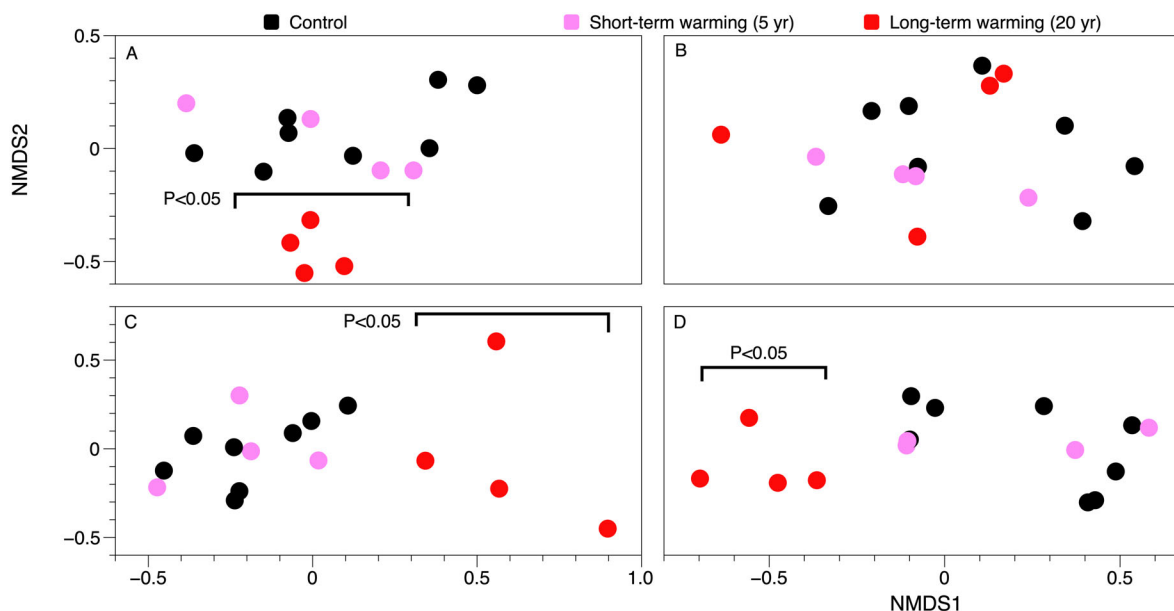 Control Short-term warming (5 yr) Long-term warming (20 yr)
0.5
A
B
NMDS2
0
P<0.05
−0.5
C
P<0.05
D
P<0.05
0.5
0
−0.5
−0.5 0 0.5 1.0
−0.5 0 0.5
NMDS1